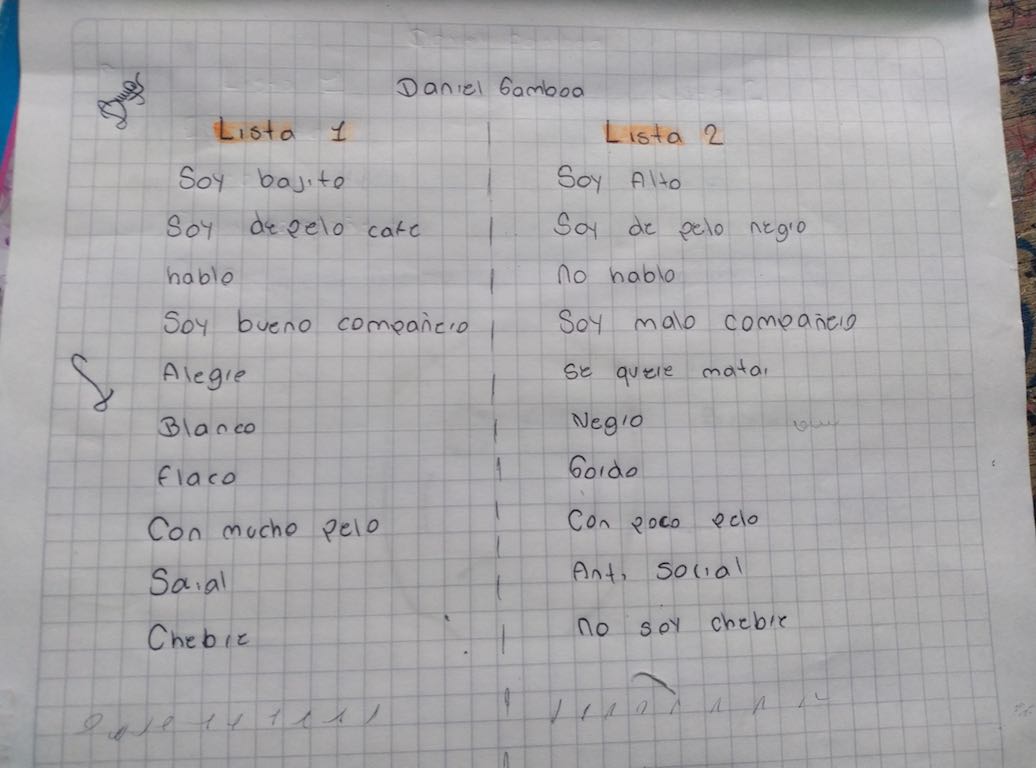 Daniel Gamboa
Lista 1 Lista 2
Soy bajito Soy Alto
Soy de pelo cafe Soy de pelo negro
hablo no hablo
Soy bueno compañero Soy malo compañero
Alegre se quere matar
Blanco Negro
flaco Gordo
Con mucho pelo Con poco pelo
Social Anti social
Chebre no soy chebre